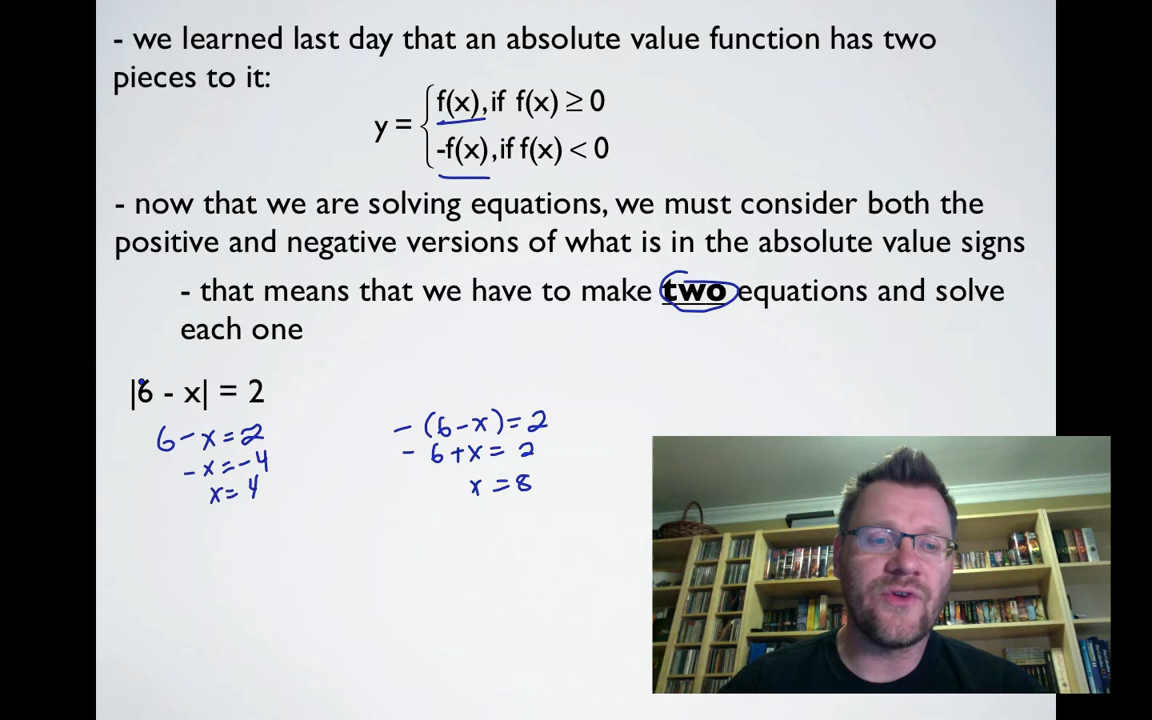 - we learned last day that an absolute value function has two
pieces to it:
y = { f(x), if f(x) ≥ 0
-f(x), if f(x) < 0
- now that we are solving equations, we must consider both the
positive and negative versions of what is in the absolute value signs
- that means that we have to make two equations and solve
each one
|6 - x| = 2
6 - x = 2
- x = - 4
x = 4
- (6 - x) = 2
- 6 + x = 2
x = 8